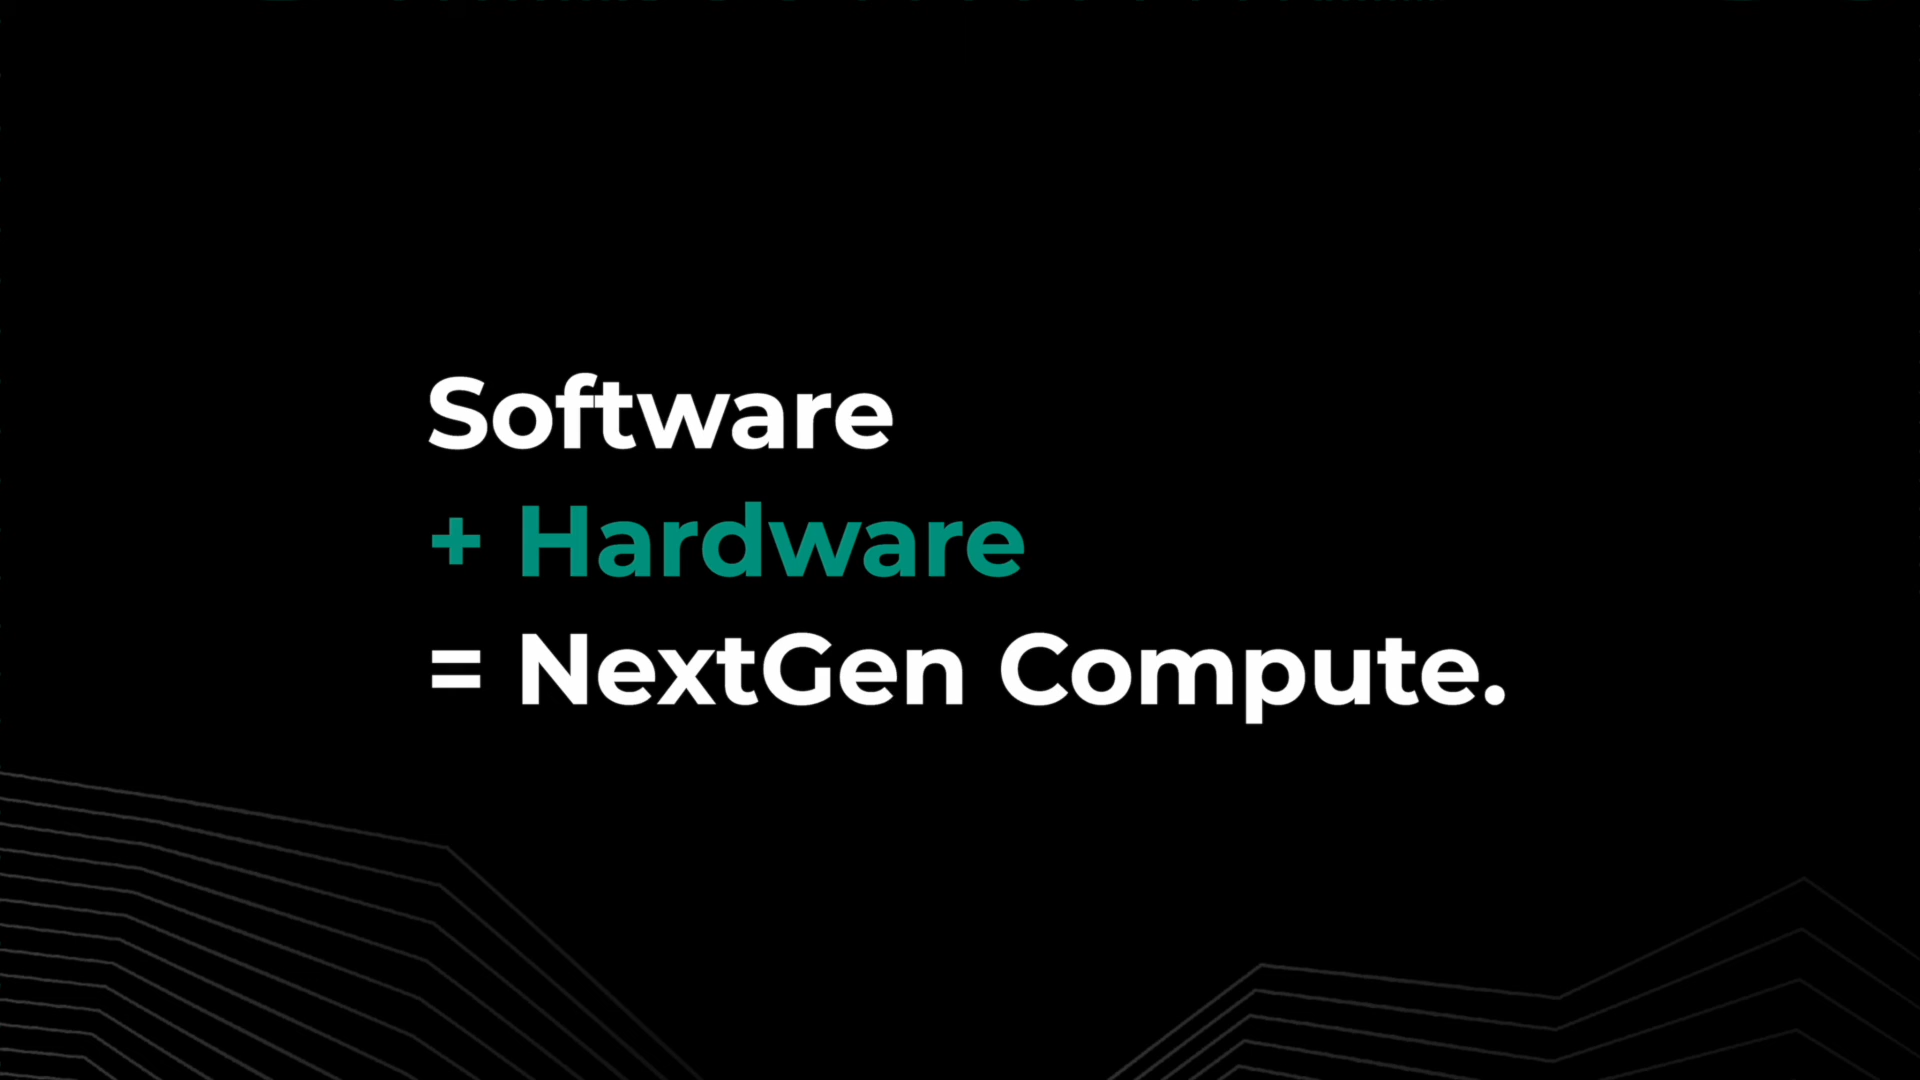 Software
+ Hardware
= NextGen Compute.